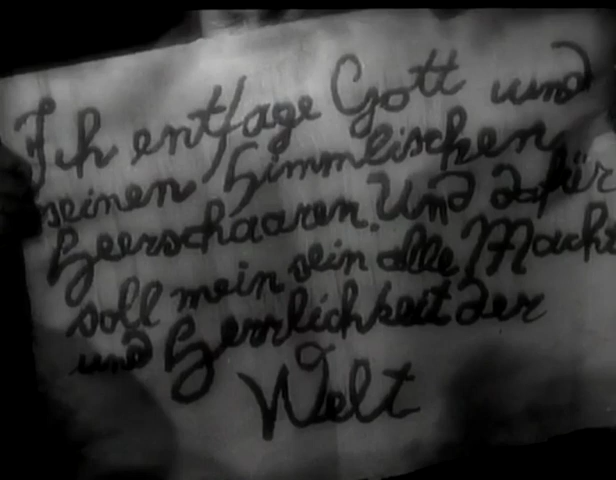 Ich entſage Gott und
seinen himmlischen
Heerschaaren. Und dafür
soll mein sein alle Macht
und Herrlichkeit der
Welt